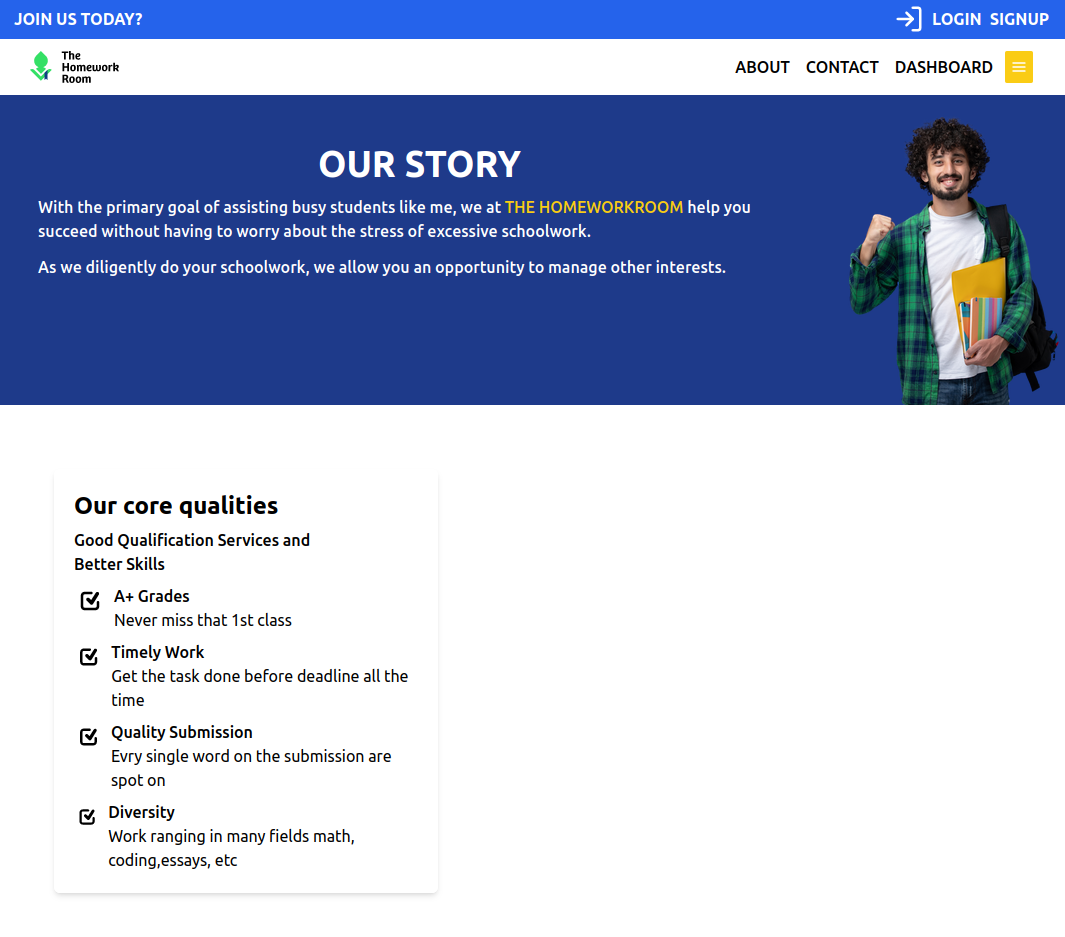 JOIN US TODAY?
LOGIN SIGNUP
The
Homework
Room
ABOUT CONTACT DASHBOARD
OUR STORY
With the primary goal of assisting busy students like me, we at THE HOMEWORKROOM help you
succeed without having to worry about the stress of excessive schoolwork.
As we diligently do your schoolwork, we allow you an opportunity to manage other interests.
Our core qualities
Good Qualification Services and
Better Skills
A+ Grades
Never miss that 1st class
Timely Work
Get the task done before deadline all the
time
Quality Submission
Evry single word on the submission are
spot on
Diversity
Work ranging in many fields math,
coding,essays, etc